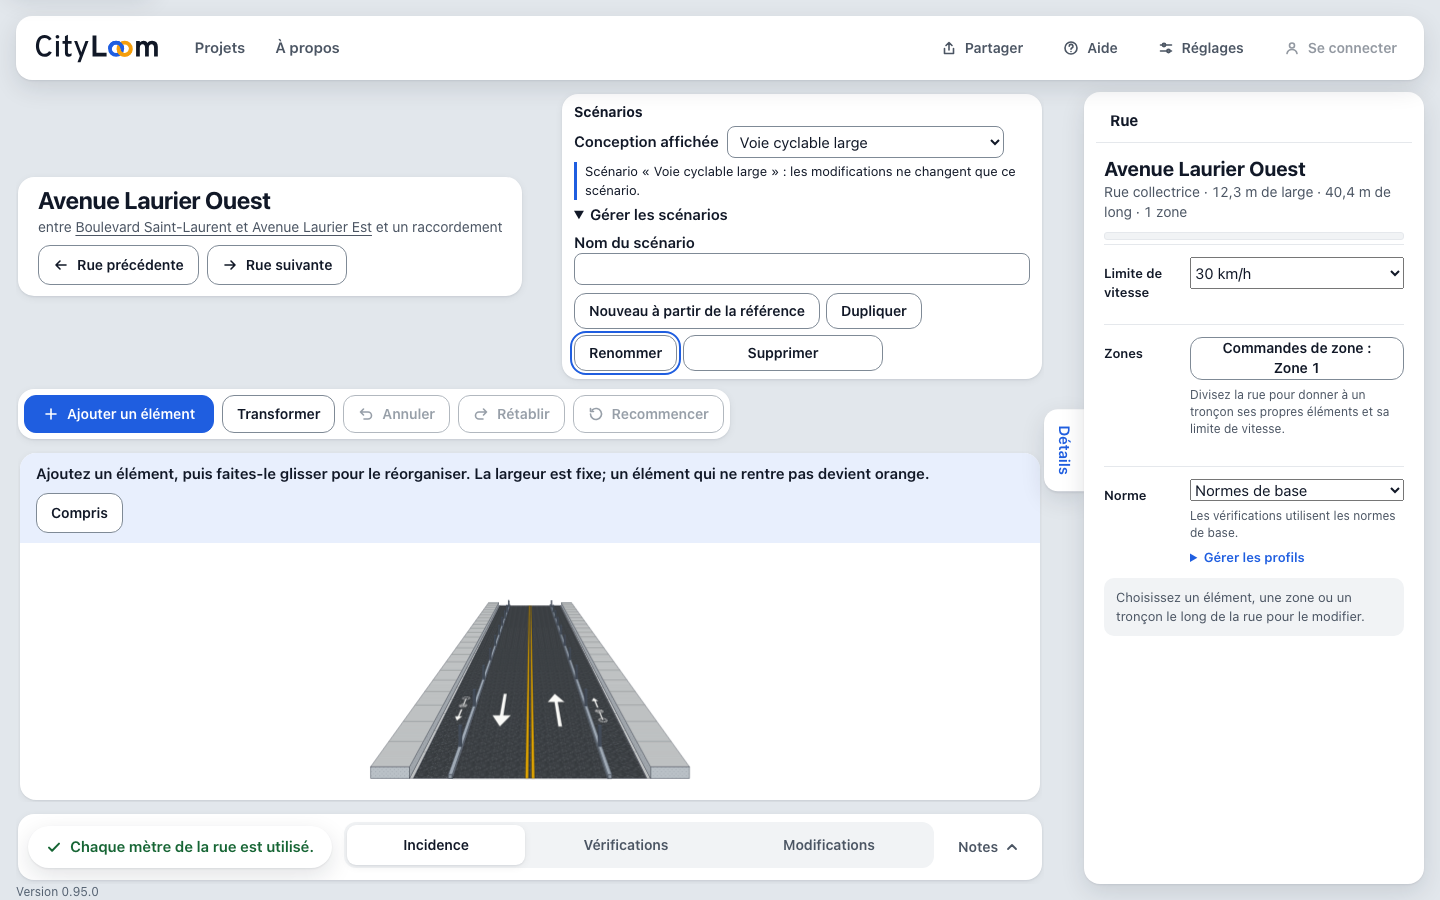 CityLoom
Projets
À propos
Partager
Aide
Réglages
Se connecter
Avenue Laurier Ouest
entre Boulevard Saint-Laurent et Avenue Laurier Est et un raccordement
Rue précédente
Rue suivante
Scénarios
Conception affichée
Voie cyclable large
Scénario « Voie cyclable large » : les modifications ne changent que ce
scénario.
Gérer les scénarios
Nom du scénario
Nouveau à partir de la référence
Dupliquer
Renommer
Supprimer
Ajouter un élément
Transformer
Annuler
Rétablir
Recommencer
Ajoutez un élément, puis faites-le glisser pour le réorganiser. La largeur est fixe; un élément qui ne rentre pas devient orange.
Compris
Chaque mètre de la rue est utilisé.
Incidence
Vérifications
Modifications
Notes
Version 0.95.0
Détails
Rue
Avenue Laurier Ouest
Rue collectrice · 12,3 m de large · 40,4 m de
long · 1 zone
Limite de
vitesse
30 km/h
Zones
Commandes de zone :
Zone 1
Divisez la rue pour donner à un
tronçon ses propres éléments et sa
limite de vitesse.
Norme
Normes de base
Les vérifications utilisent les normes
de base.
Gérer les profils
Choisissez un élément, une zone ou un
tronçon le long de la rue pour le modifier.